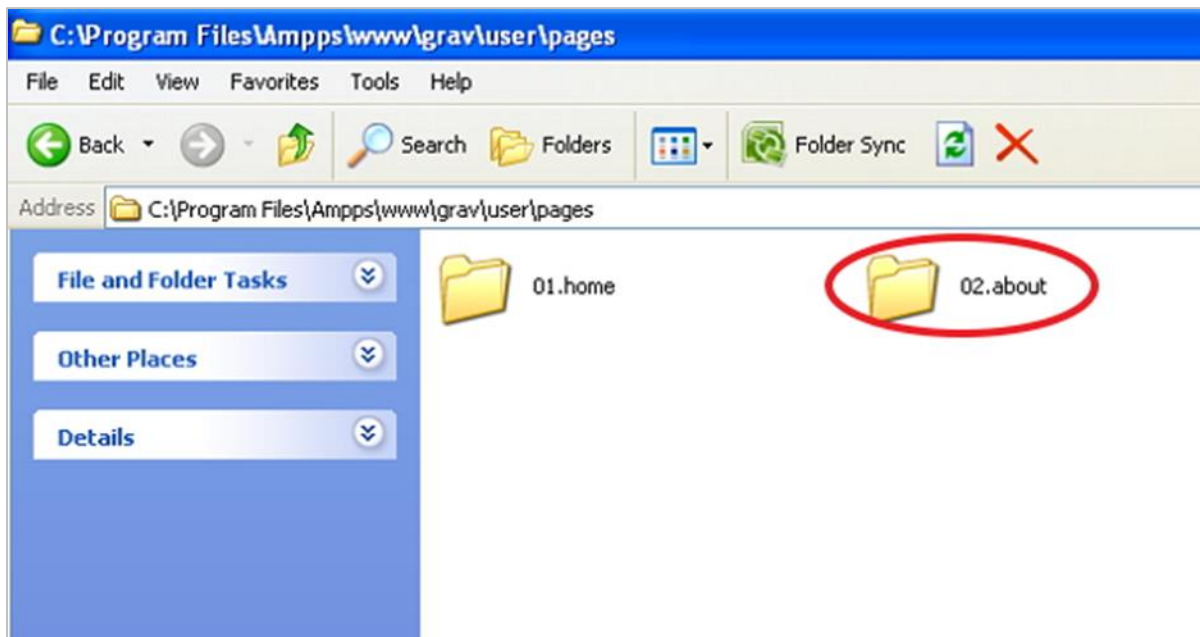 C:\Program Files\Ampps\www\grav\user\pages
File Edit View Favorites Tools Help
Back Search Folders Folder Sync
Address C:\Program Files\Ampps\www\grav\user\pages
File and Folder Tasks
01.home
02.about
Other Places
Details